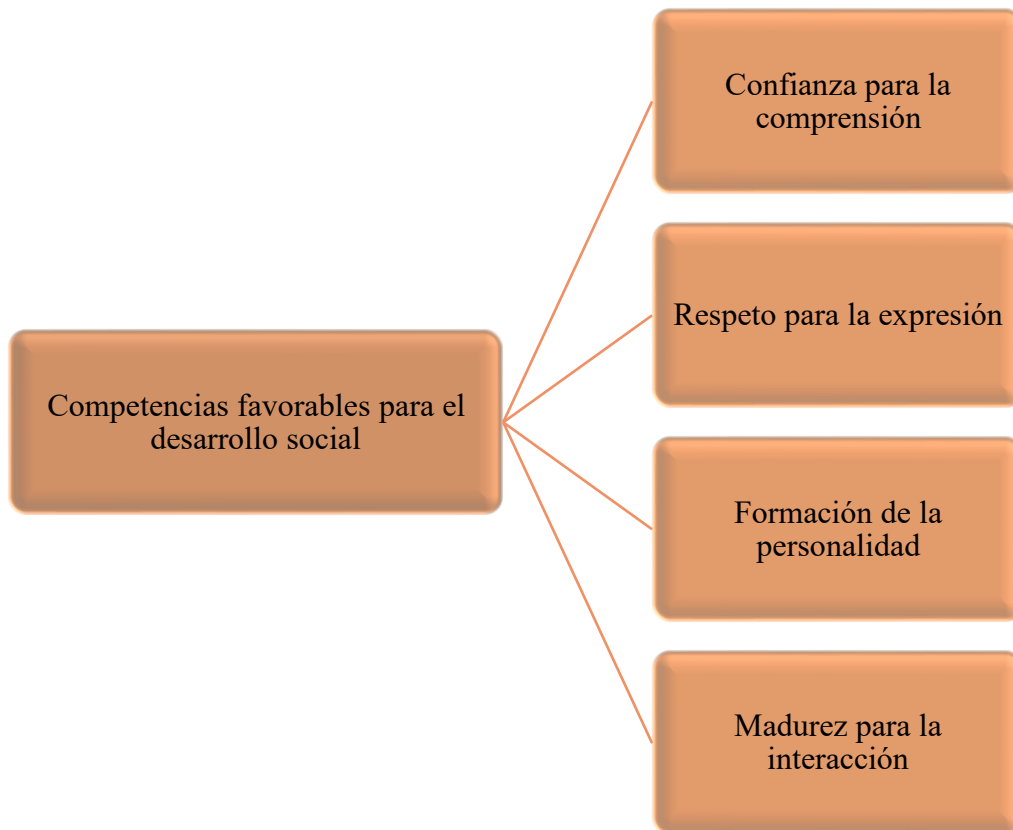 Confianza para la
comprensión
Respeto para la expresión
Competencias favorables para el
desarrollo social
Formación de la
personalidad
Madurez para la
interacción